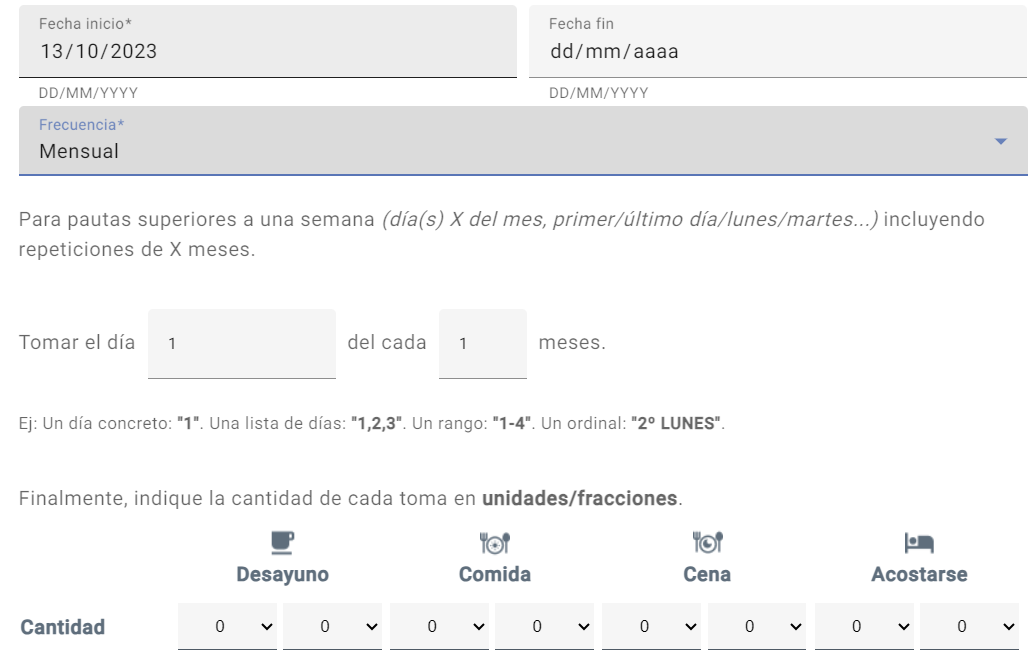 Fecha inicio* Fecha fin
13/10/2023 dd/mm/aaaa
DD/MM/YYYY DD/MM/YYYY
Frecuencia*
Mensual
Para pautas superiores a una semana (día(s) X del mes, primer/último día/lunes/martes...) incluyendo
repeticiones de X meses.
Tomar el día 1 del cada 1 meses.
Ej: Un día concreto: "1". Una lista de días: "1,2,3". Un rango: "1-4". Un ordinal: "2º LUNES".
Finalmente, indique la cantidad de cada toma en unidades/fracciones.
Desayuno Comida Cena Acostarse
Cantidad 0 0 0 0 0 0 0 0